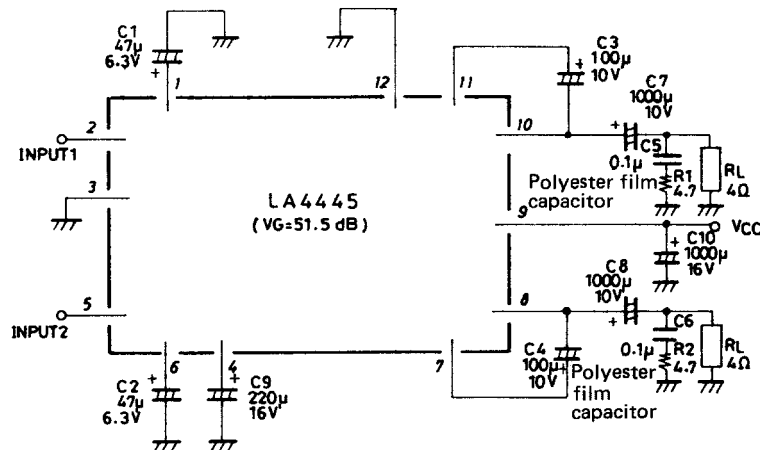 C1
47μ
6.3V
+
1
12
11
+
C3
100μ
10V
C7
1000μ
10V
2
INPUT1
10
+
C5
0.1μ
Polyester film
capacitor
R1
4.7
RL
4Ω
3
LA4445
(VG=51.5 dB)
9
VCC
+
C10
1000μ
16V
C8
1000μ
10V
5
INPUT2
8
+
C6
0.1μ
R2
4.7
RL
4Ω
C4
100μ
10V
+
Polyester
film
capacitor
6
4
7
+
C2
47μ
6.3V
+
C9
220μ
16V